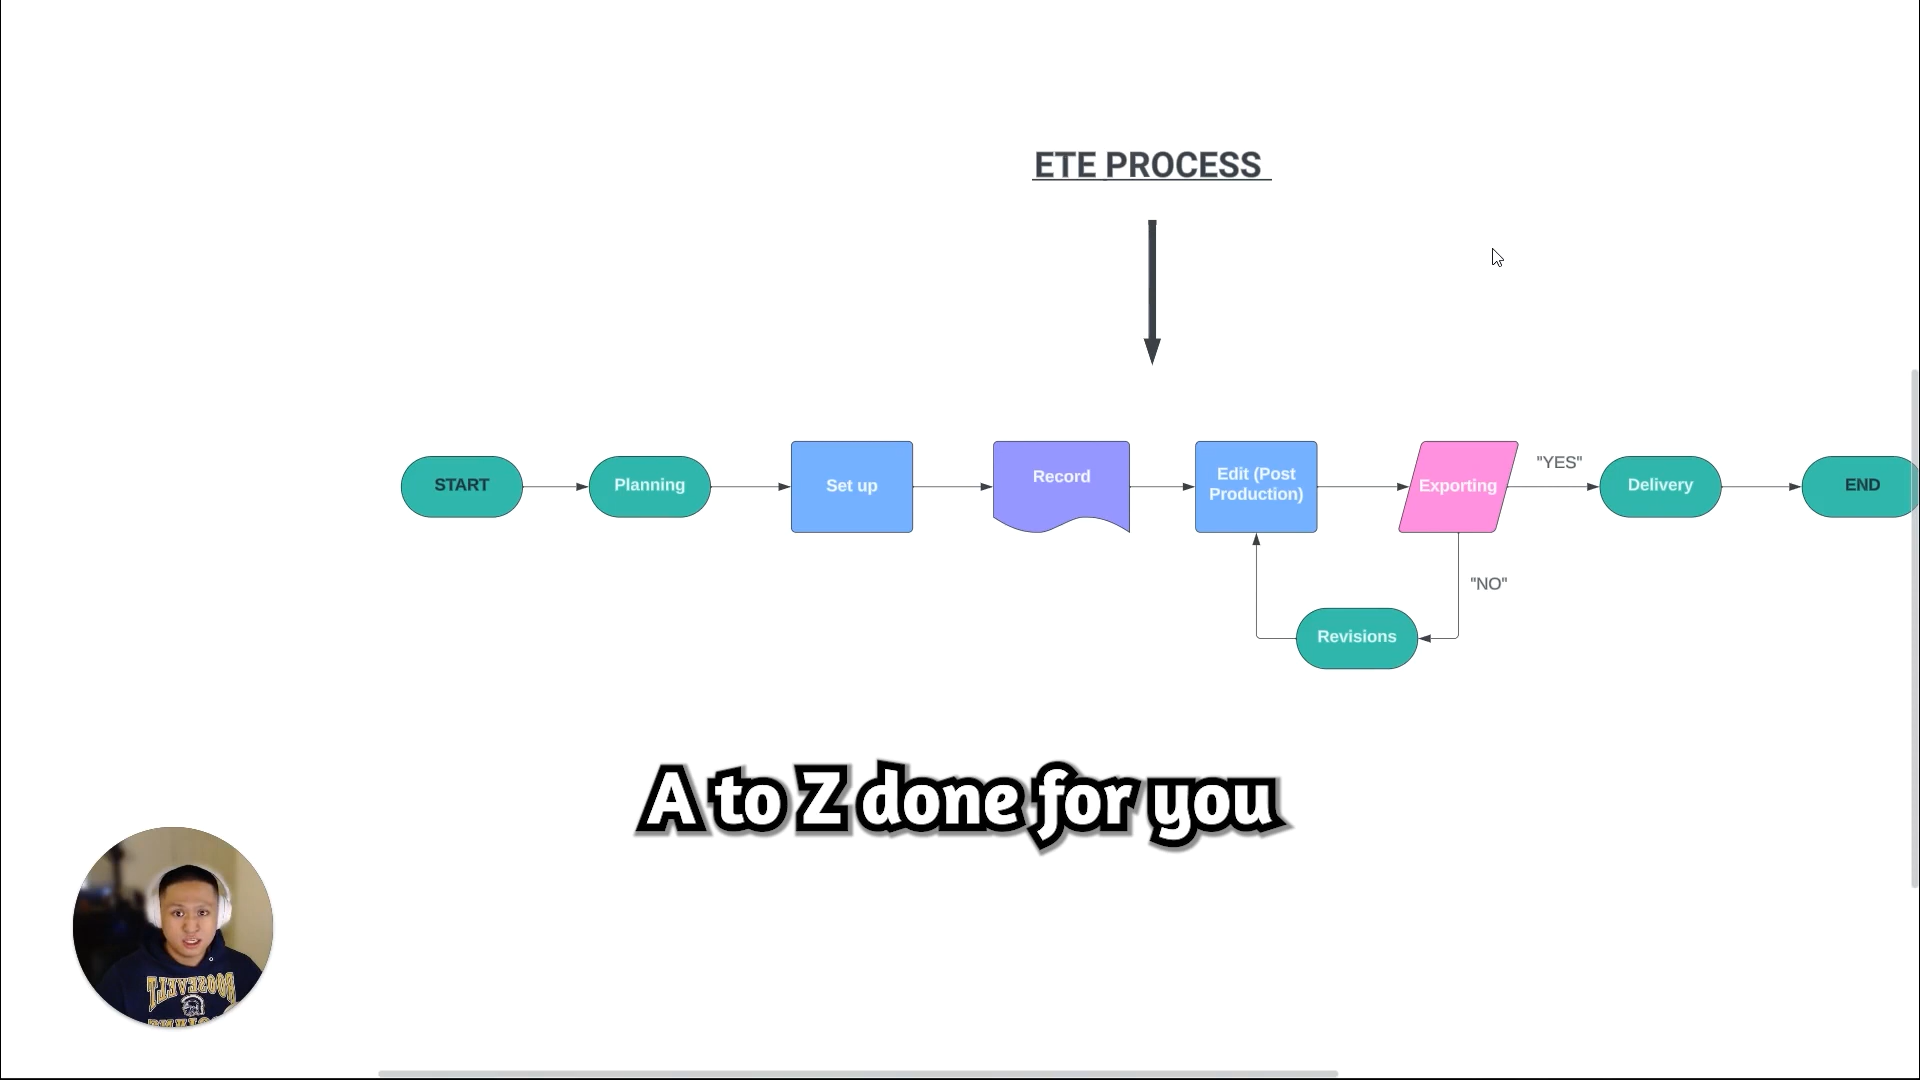 ETE PROCESS
START
Planning
Set up
Record
Edit (Post
Production)
Exporting
"YES"
Delivery
END
"NO"
Revisions
A to Z done for you
ROOSEVELT